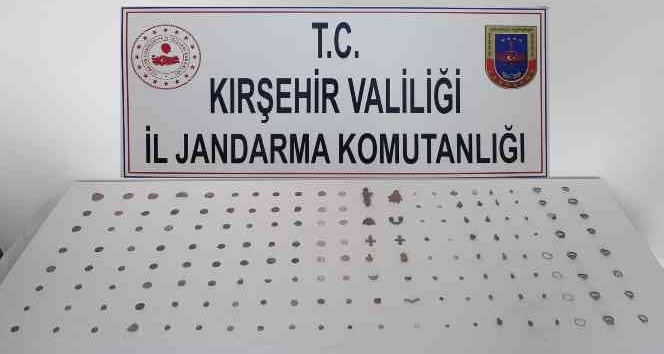 T.C.
KIRŞEHİR VALİLİĞİ
İL JANDARMA KOMUTANLIĞI